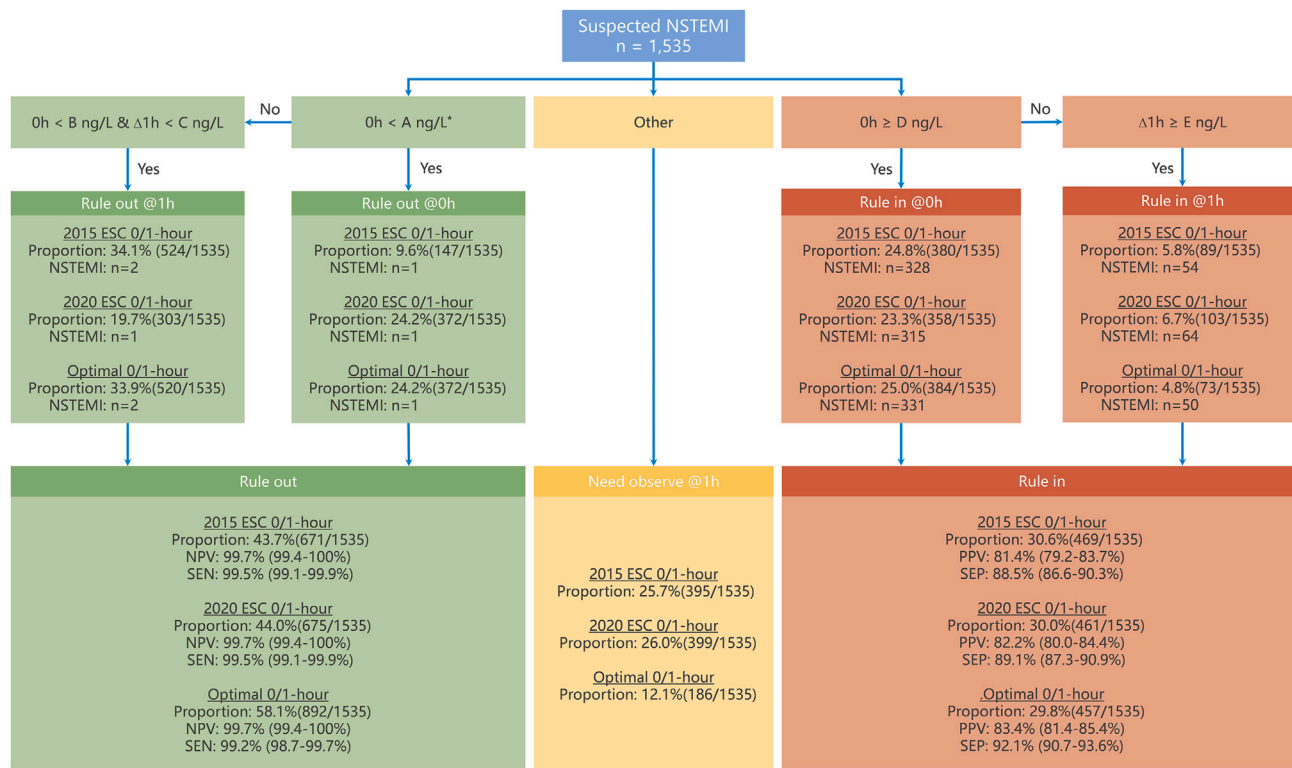 Suspected NSTEMI
n = 1,535
0h < B ng/L & Δ1h < C ng/L
No
0h < A ng/L*
Other
0h ≥ D ng/L
No
Δ1h ≥ E ng/L
Yes
Yes
Yes
Yes
Rule out @1h
2015 ESC 0/1-hour
Proportion: 34.1% (524/1535)
NSTEMI: n=2
2020 ESC 0/1-hour
Proportion: 19.7%(303/1535)
NSTEMI: n=1
Optimal 0/1-hour
Proportion: 33.9%(520/1535)
NSTEMI: n=2
Rule out @0h
2015 ESC 0/1-hour
Proportion: 9.6%(147/1535)
NSTEMI: n=1
2020 ESC 0/1-hour
Proportion: 24.2%(372/1535)
NSTEMI: n=1
Optimal 0/1-hour
Proportion: 24.2%(372/1535)
NSTEMI: n=1
Rule in @0h
2015 ESC 0/1-hour
Proportion: 24.8%(380/1535)
NSTEMI: n=328
2020 ESC 0/1-hour
Proportion: 23.3%(358/1535)
NSTEMI: n=315
Optimal 0/1-hour
Proportion: 25.0%(384/1535)
NSTEMI: n=331
Rule in @1h
2015 ESC 0/1-hour
Proportion: 5.8%(89/1535)
NSTEMI: n=54
2020 ESC 0/1-hour
Proportion: 6.7%(103/1535)
NSTEMI: n=64
Optimal 0/1-hour
Proportion: 4.8%(73/1535)
NSTEMI: n=50
Rule out
2015 ESC 0/1-hour
Proportion: 43.7%(671/1535)
NPV: 99.7% (99.4-100%)
SEN: 99.5% (99.1-99.9%)
2020 ESC 0/1-hour
Proportion: 44.0%(675/1535)
NPV: 99.7% (99.4-100%)
SEN: 99.5% (99.1-99.9%)
Optimal 0/1-hour
Proportion: 58.1%(892/1535)
NPV: 99.7% (99.4-100%)
SEN: 99.2% (98.7-99.7%)
Need observe @1h
2015 ESC 0/1-hour
Proportion: 25.7%(395/1535)
2020 ESC 0/1-hour
Proportion: 26.0%(399/1535)
Optimal 0/1-hour
Proportion: 12.1%(186/1535)
Rule in
2015 ESC 0/1-hour
Proportion: 30.6%(469/1535)
PPV: 81.4% (79.2-83.7%)
SEP: 88.5% (86.6-90.3%)
2020 ESC 0/1-hour
Proportion: 30.0%(461/1535)
PPV: 82.2% (80.0-84.4%)
SEP: 89.1% (87.3-90.9%)
.Optimal 0/1-hour
Proportion: 29.8%(457/1535)
PPV: 83.4% (81.4-85.4%)
SEP: 92.1% (90.7-93.6%)